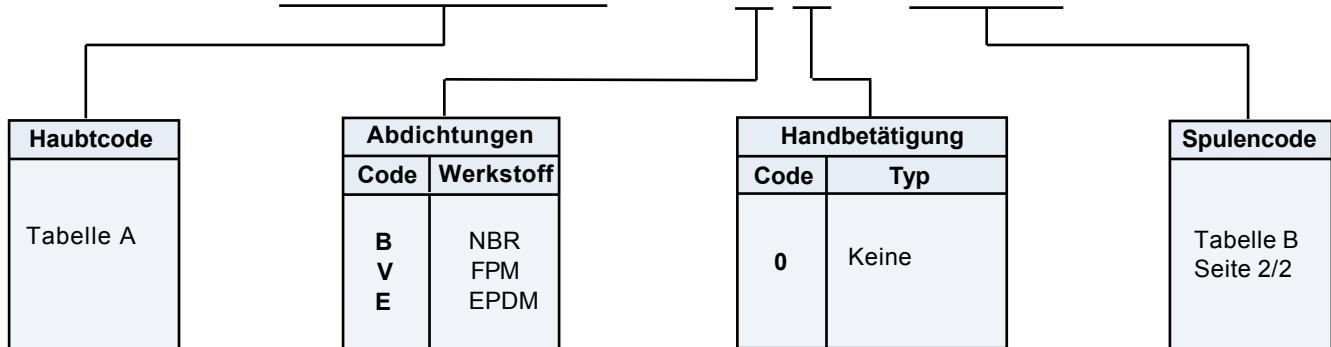 Haubtcode
Tabelle A
Abdichtungen
Code Werkstoff
B NBR
V FPM
E EPDM
Handbetätigung
Code Typ
0 Keine
Spulencode
Tabelle B
Seite 2/2